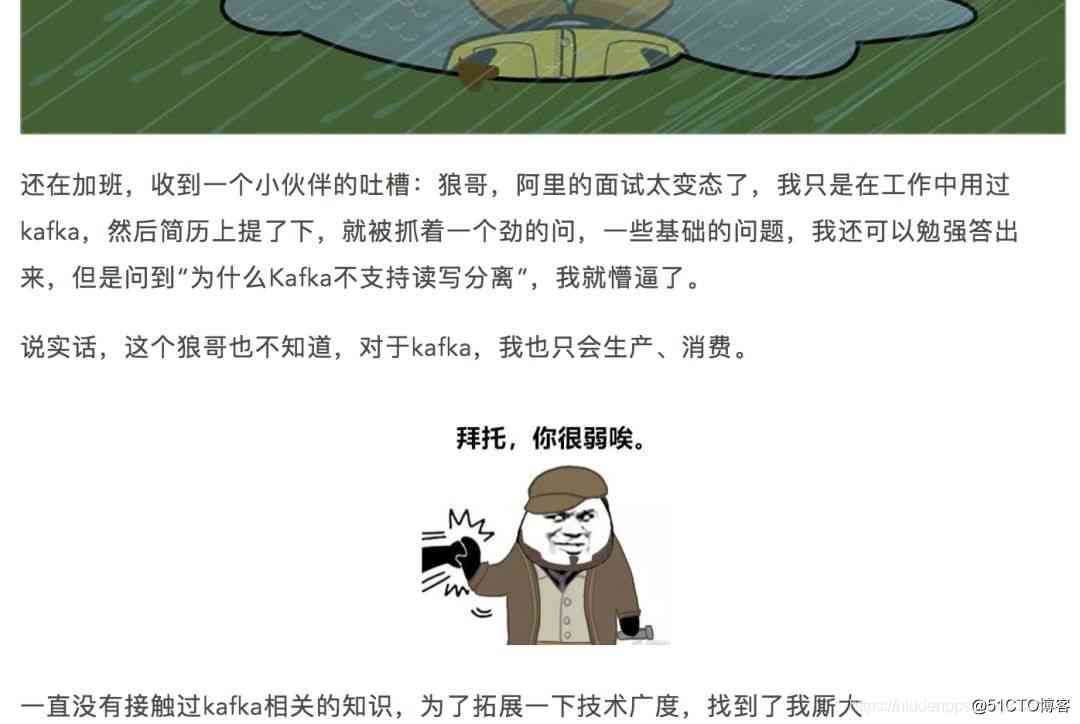 还在加班，收到一个小伙伴的吐槽：狼哥，阿里的面试太变态了，我只是在工作中用过
kafka，然后简历上提了下，就被抓着一个劲的问，一些基础的问题，我还可以勉强答出
来，但是问到“为什么Kafka不支持读写分离“，我就懵逼了。
说实话，这个狼哥也不知道，对于kafka，我也只会生产、消费。
拜托，你很弱唉。
一直没有接触过kafka相关的知识，为了拓展一下技术广度，找到了我厮大
@51CTO博客